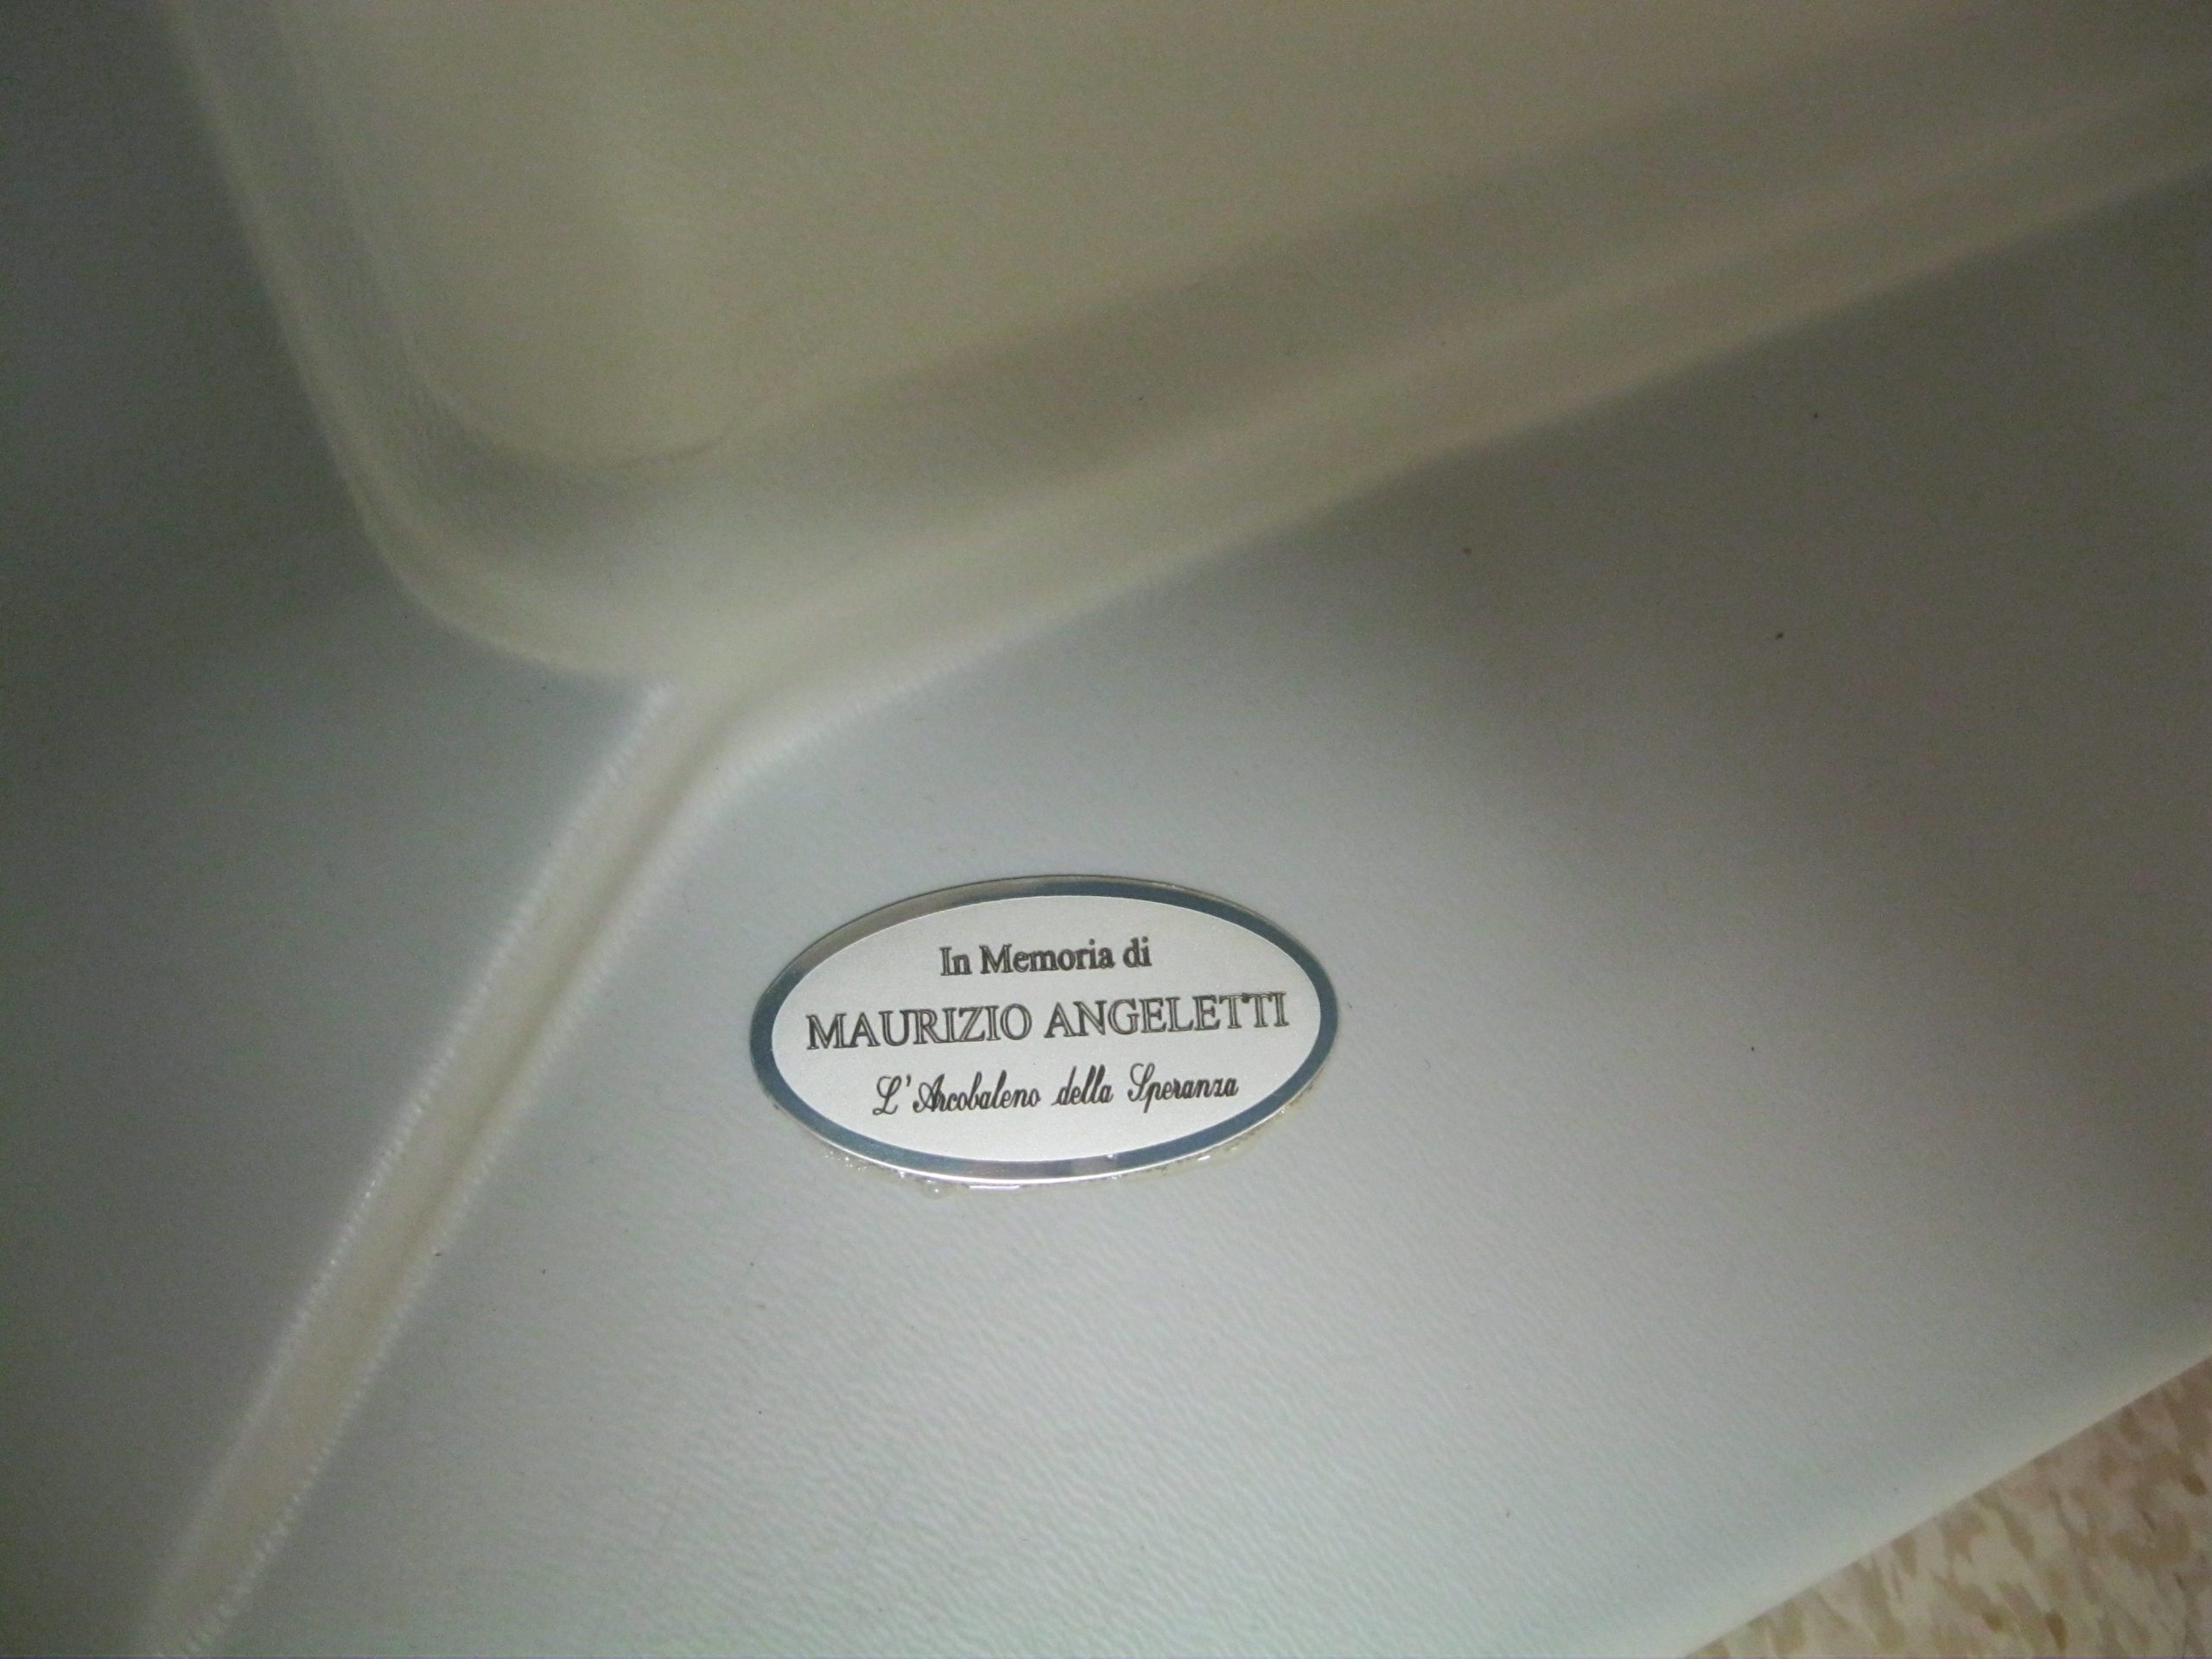 In Memoria di
MAURIZIO ANGELETTI
L'Arcobaleno della Speranza